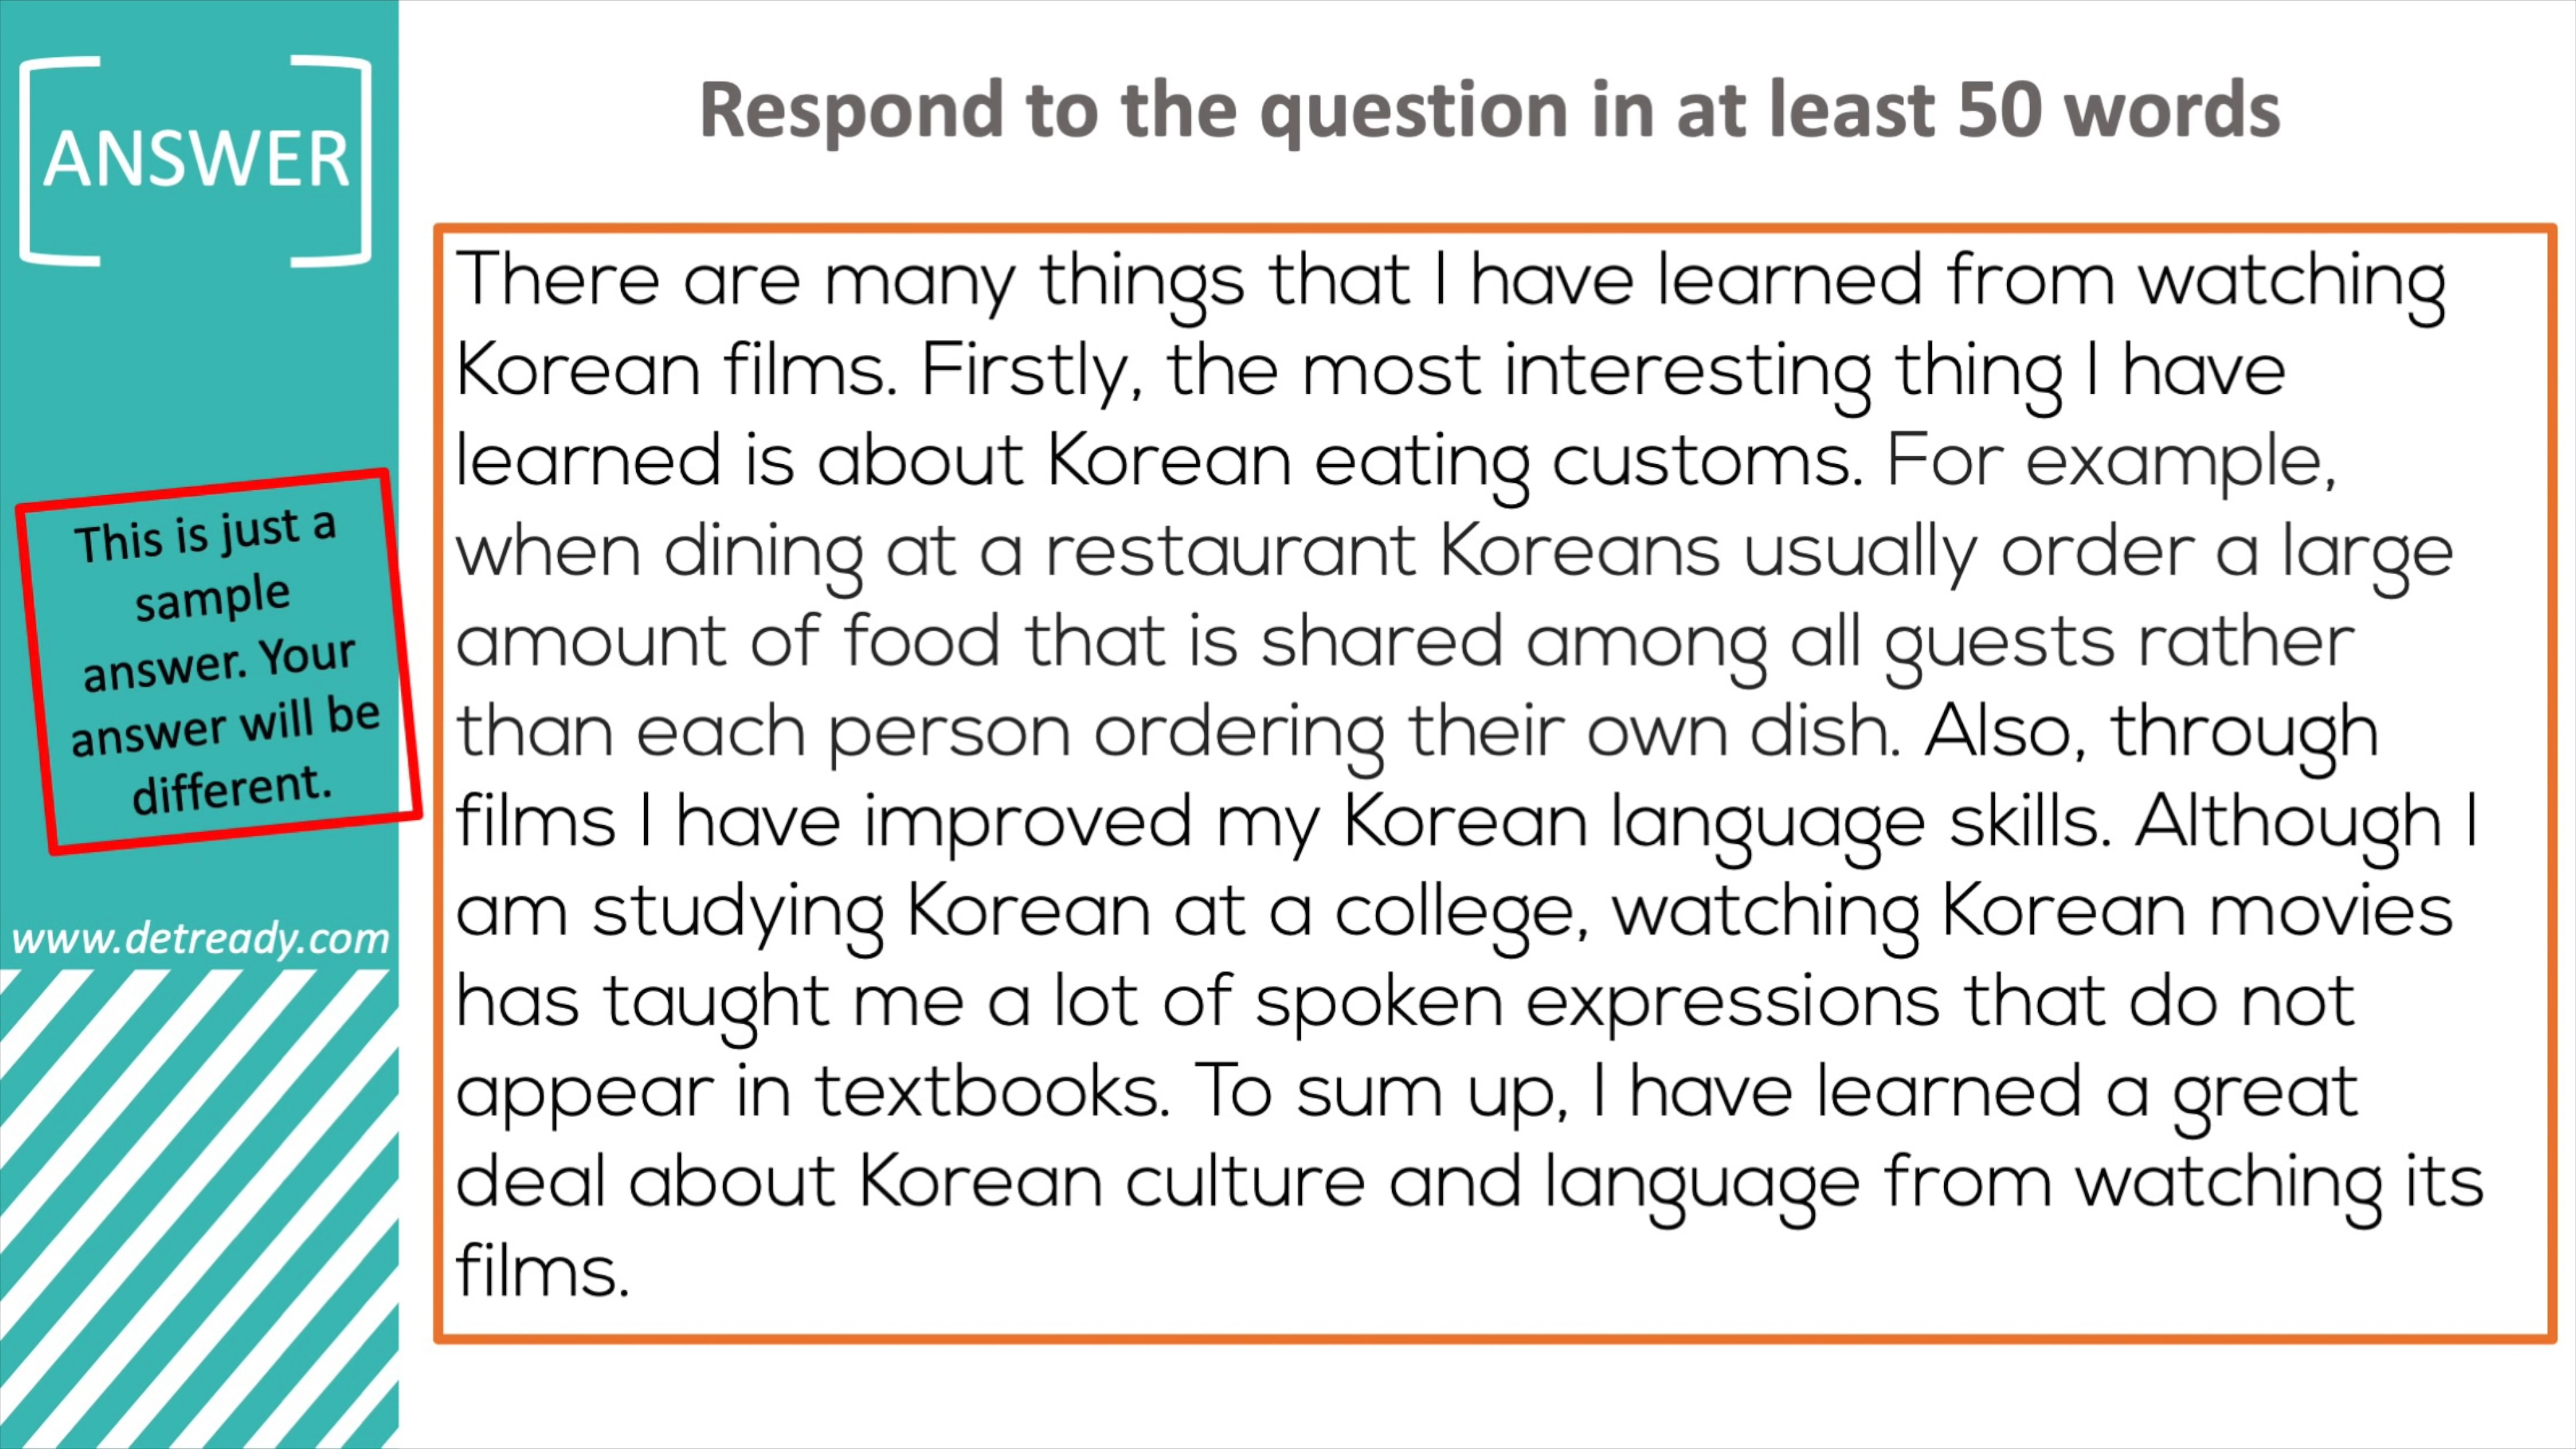 ANSWER
Respond to the question in at least 50 words
There are many things that I have learned from watching
Korean films. Firstly, the most interesting thing I have
learned is about Korean eating customs. For example,
when dining at a restaurant Koreans usually order a large
amount of food that is shared among all guests rather
than each person ordering their own dish. Also, through
films I have improved my Korean language skills. Although I
am studying Korean at a college, watching Korean movies
has taught me a lot of spoken expressions that do not
appear in textbooks. To sum up, I have learned a great
deal about Korean culture and language from watching its
films.
This is just a
sample
answer. Your
answer will be
different.
www.detready.com